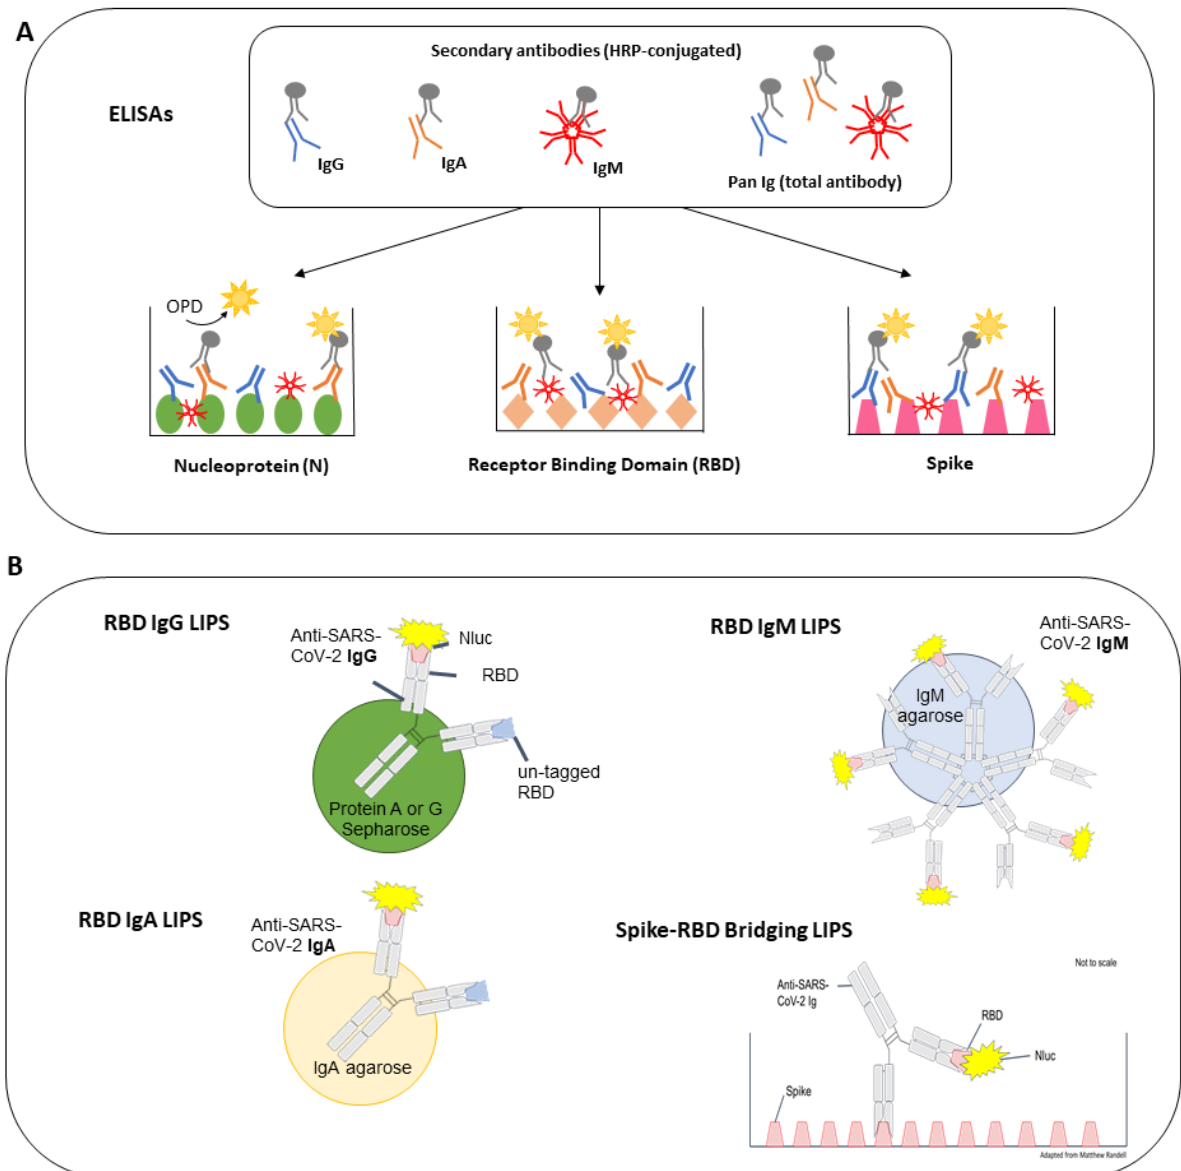 A
Secondary antibodies (HRP-conjugated)
ELISAs
IgG
IgA
IgM
Pan Ig (total antibody)
OPD
Nucleoprotein (N)
Receptor Binding Domain (RBD)
Spike
B
RBD IgG LIPS
Anti-SARS-
CoV-2 IgG
Nluc
RBD
un-tagged
RBD
Protein A or G
Sepharose
RBD IgM LIPS
Anti-SARS-
CoV-2 IgM
IgM
agarose
RBD IgA LIPS
Anti-SARS-
CoV-2 IgA
IgA agarose
Spike-RBD Bridging LIPS
Not to scale
Anti-SARS-
CoV-2 Ig
RBD
Nluc
Spike
Adapted from Matthew Randell